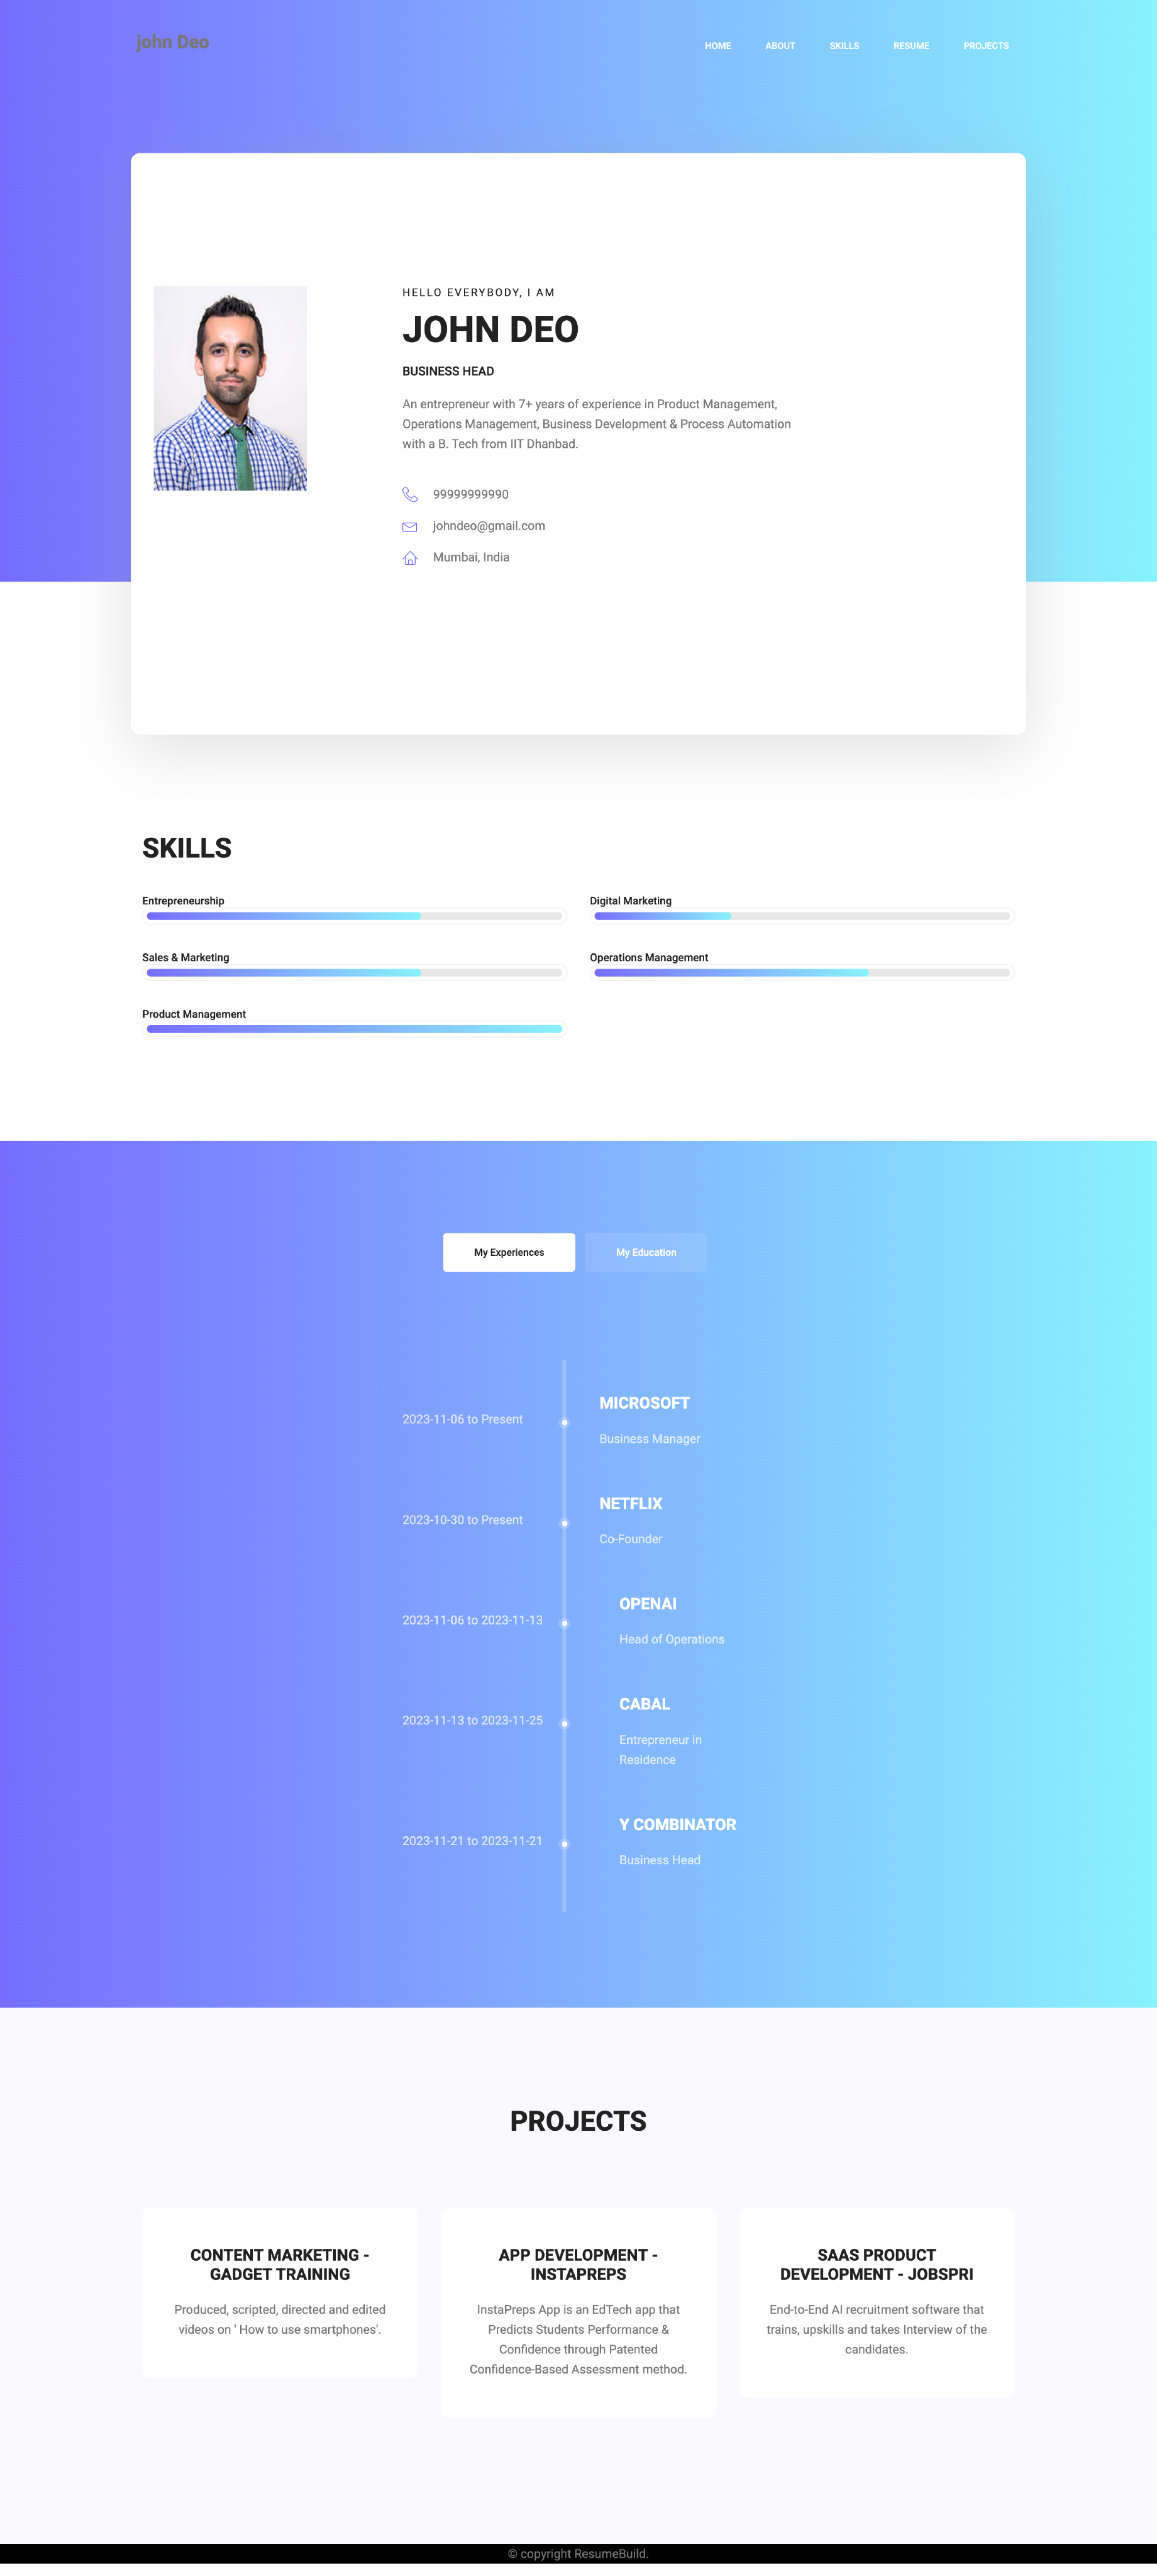 john Deo
HOME ABOUT SKILLS RESUME PROJECTS
HELLO EVERYBODY, I AM
JOHN DEO
BUSINESS HEAD
An entrepreneur with 7+ years of experience in Product Management,
Operations Management, Business Development & Process Automation
with a B. Tech from IIT Dhanbad.
99999999990
johndeo@gmail.com
Mumbai, India
SKILLS
Entrepreneurship
Digital Marketing
Sales & Marketing
Operations Management
Product Management
My Experiences
My Education
2023-11-06 to Present
MICROSOFT
Business Manager
2023-10-30 to Present
NETFLIX
Co-Founder
2023-11-06 to 2023-11-13
OPENAI
Head of Operations
2023-11-13 to 2023-11-25
CABAL
Entrepreneur in
Residence
2023-11-21 to 2023-11-21
Y COMBINATOR
Business Head
PROJECTS
CONTENT MARKETING -
GADGET TRAINING
Produced, scripted, directed and edited
videos on ' How to use smartphones'.
APP DEVELOPMENT -
INSTAPREPS
InstaPreps App is an EdTech app that
Predicts Students Performance &
Confidence through Patented
Confidence-Based Assessment method.
SAAS PRODUCT
DEVELOPMENT - JOBSPRI
End-to-End AI recruitment software that
trains, upskills and takes Interview of the
candidates.
© copyright ResumeBuild.